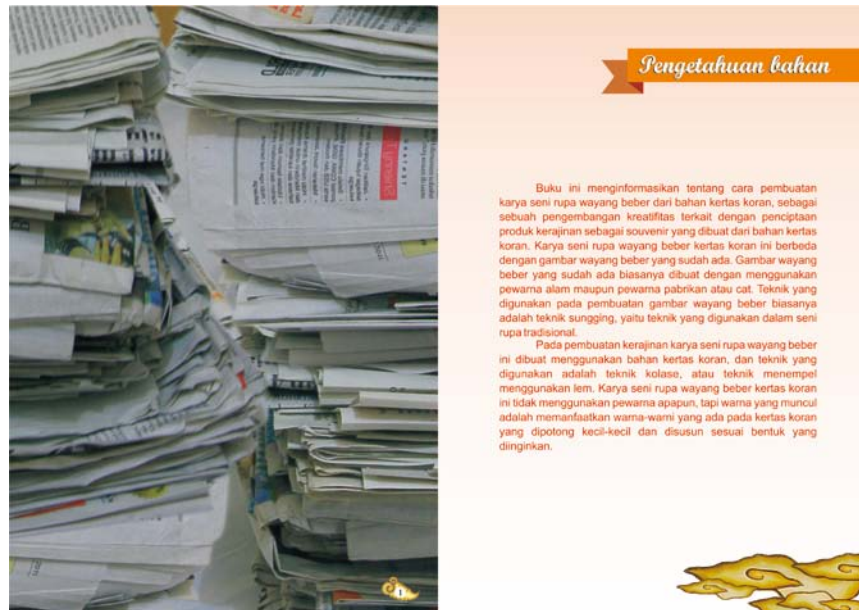 Pengetahuan bahan
Buku ini menginformasikan tentang cara pembuatan
karya seni rupa wayang beber dari bahan kertas koran, sebagai
sebuah pengembangan kreatifitas terkait dengan penciptaan
produk kerajinan sebagai souvenir yang dibuat dari bahan kertas
koran. Karya seni rupa wayang beber kertas koran ini berbeda
dengan gambar wayang beber yang sudah ada. Gambar wayang
beber yang sudah ada biasanya dibuat dengan menggunakan
pewarna alam maupun pewarna pabrikan atau cat. Teknik yang
digunakan pada pembuatan gambar wayang beber biasanya
adalah teknik sungging, yaitu teknik yang digunakan dalam seni
rupa tradisional.
Pada pembuatan kerajinan karya seni rupa wayang beber
ini dibuat menggunakan bahan kertas koran, dan teknik yang
digunakan adalah teknik kolase, atau teknik menempel
menggunakan lem. Karya seni rupa wayang beber kertas koran
ini tidak menggunakan pewarna apapun, tapi warna yang muncul
adalah memanfaatkan warna-warni yang ada pada kertas koran
yang dipotong kecil-kecil dan disusun sesuai bentuk yang
diinginkan.
1